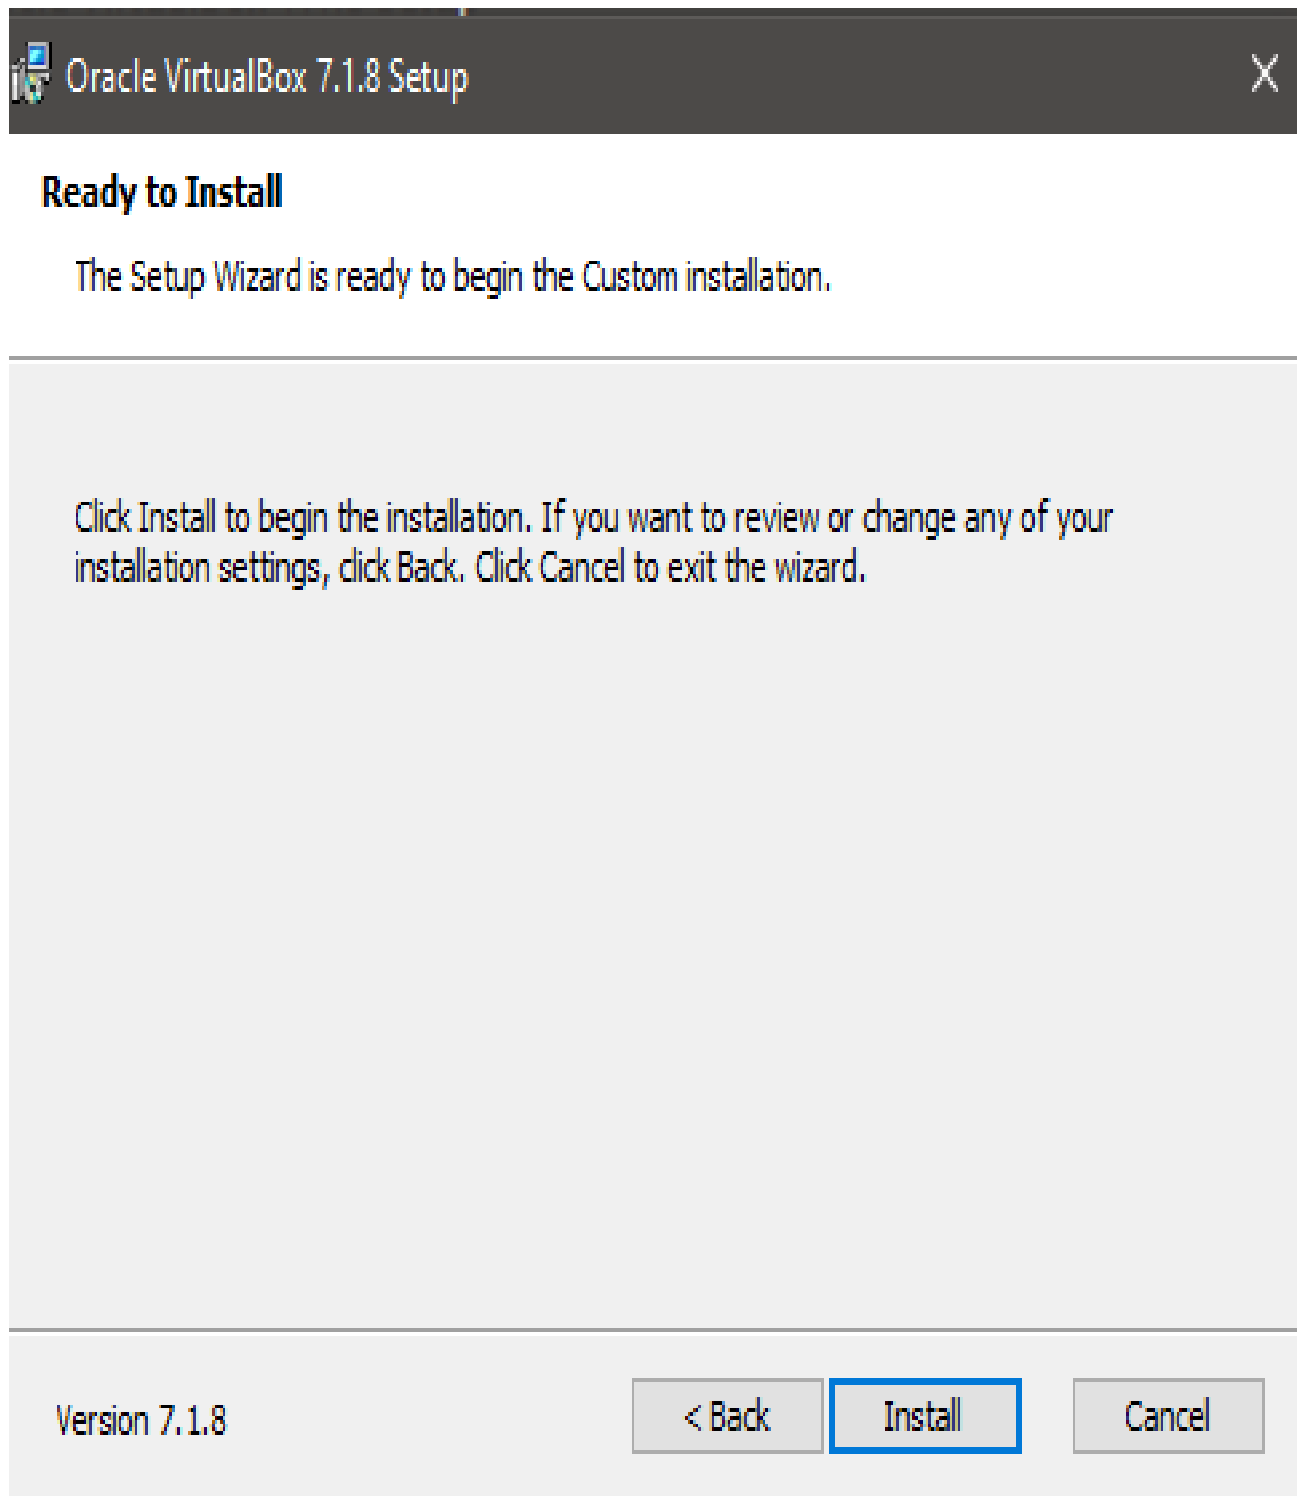 Oracle VirtualBox 7.1.8 Setup
Ready to Install
The Setup Wizard is ready to begin the Custom installation.
Click Install to begin the installation. If you want to review or change any of your
installation settings, click Back. Click Cancel to exit the wizard.
Version 7.1.8
< Back
Install
Cancel